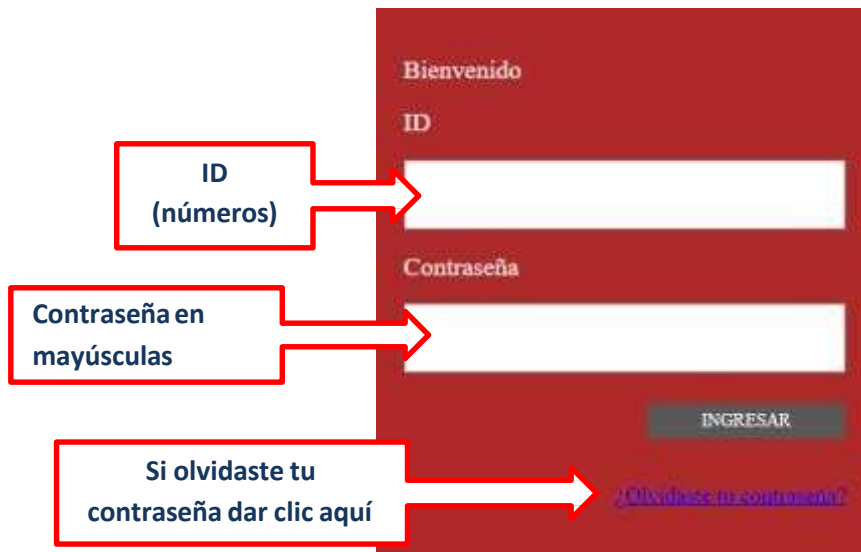 Bienvenido
ID
ID
(números)
Contraseña
Contraseña en
mayúsculas
INGRESAR
Si olvidaste tu
contraseña dar clic aquí
¿Olvidaste tu contraseña?